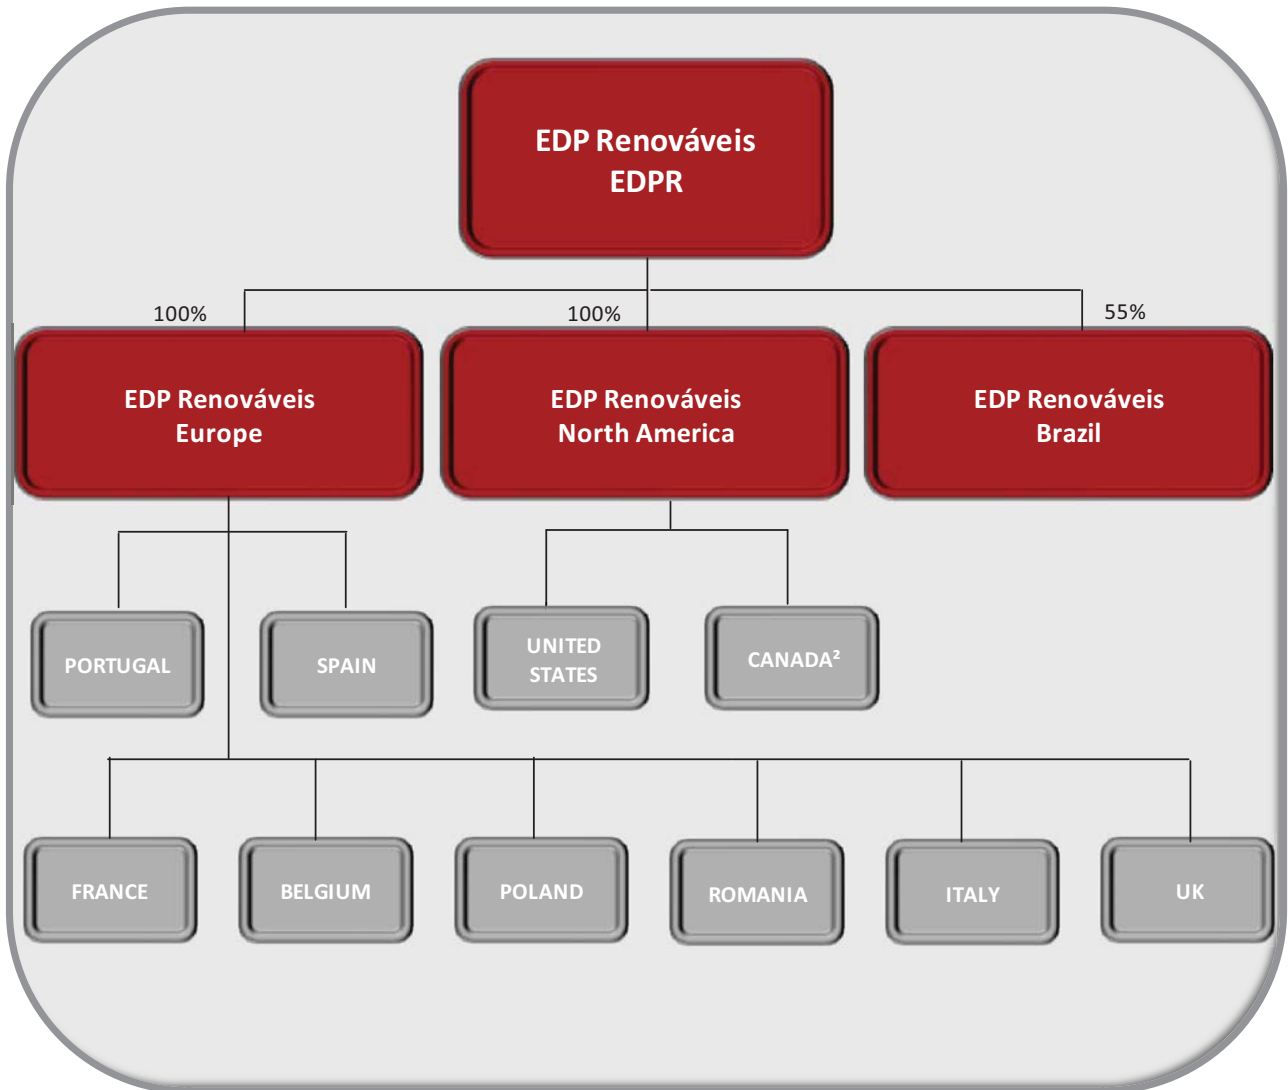 EDP Renováveis
EDPR
100%
100%
55%
EDP Renováveis
Europe
EDP Renováveis
North America
EDP Renováveis
Brazil
PORTUGAL
SPAIN
UNITED
STATES
CANADA²
FRANCE
BELGIUM
POLAND
ROMANIA
ITALY
UK